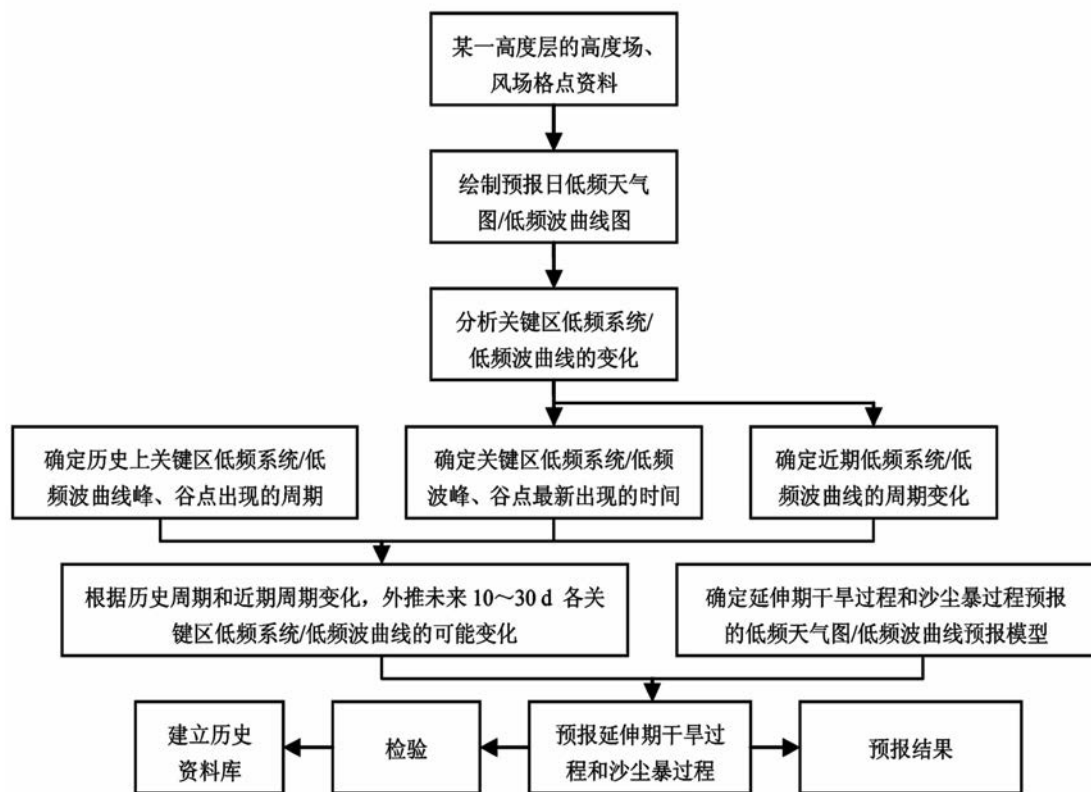 某一高度层的高度场、
风场格点资料
绘制预报日低频天气
图/低频波曲线图
分析关键区低频系统/
低频波曲线的变化
确定历史上关键区低频系统/低
频波曲线峰、谷点出现的周期
确定关键区低频系统/低频
波峰、谷点最新出现的时间
确定近期低频系统/低
频波曲线的周期变化
根据历史周期和近期周期变化，外推未来 10～30 d 各关
键区低频系统/低频波曲线的可能变化
确定延伸期干旱过程和沙尘暴过程预报
的低频天气图/低频波曲线预报模型
建立历史
资料库
检验
预报延伸期干旱过
程和沙尘暴过程
预报结果